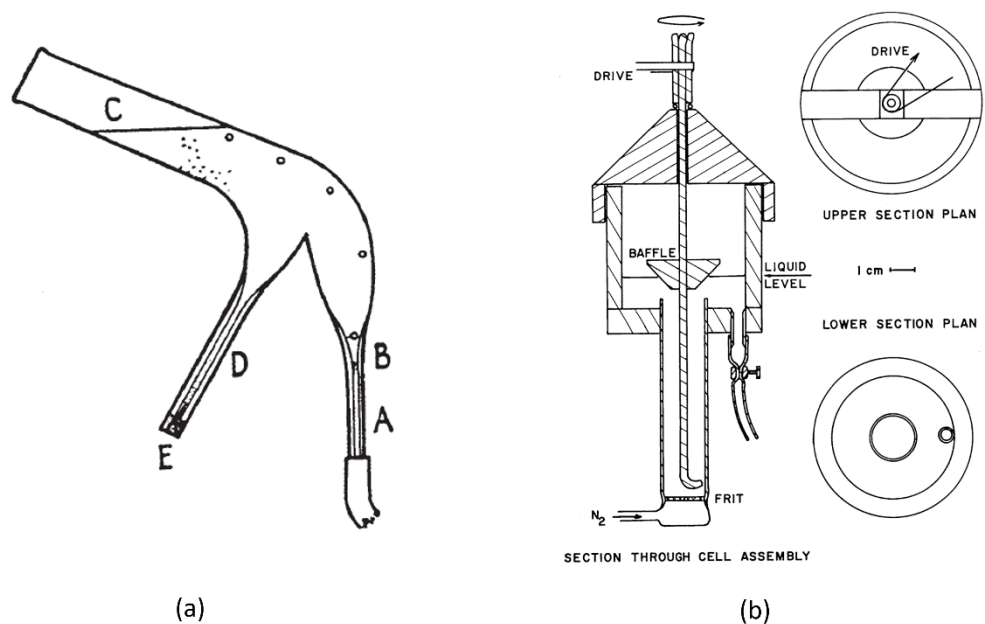 C
B
D
A
E
(a)
DRIVE
BAFFLE
LIQUID
LEVEL
N2
FRIT
SECTION THROUGH CELL ASSEMBLY
DRIVE
UPPER SECTION PLAN
1 cm
LOWER SECTION PLAN
(b)